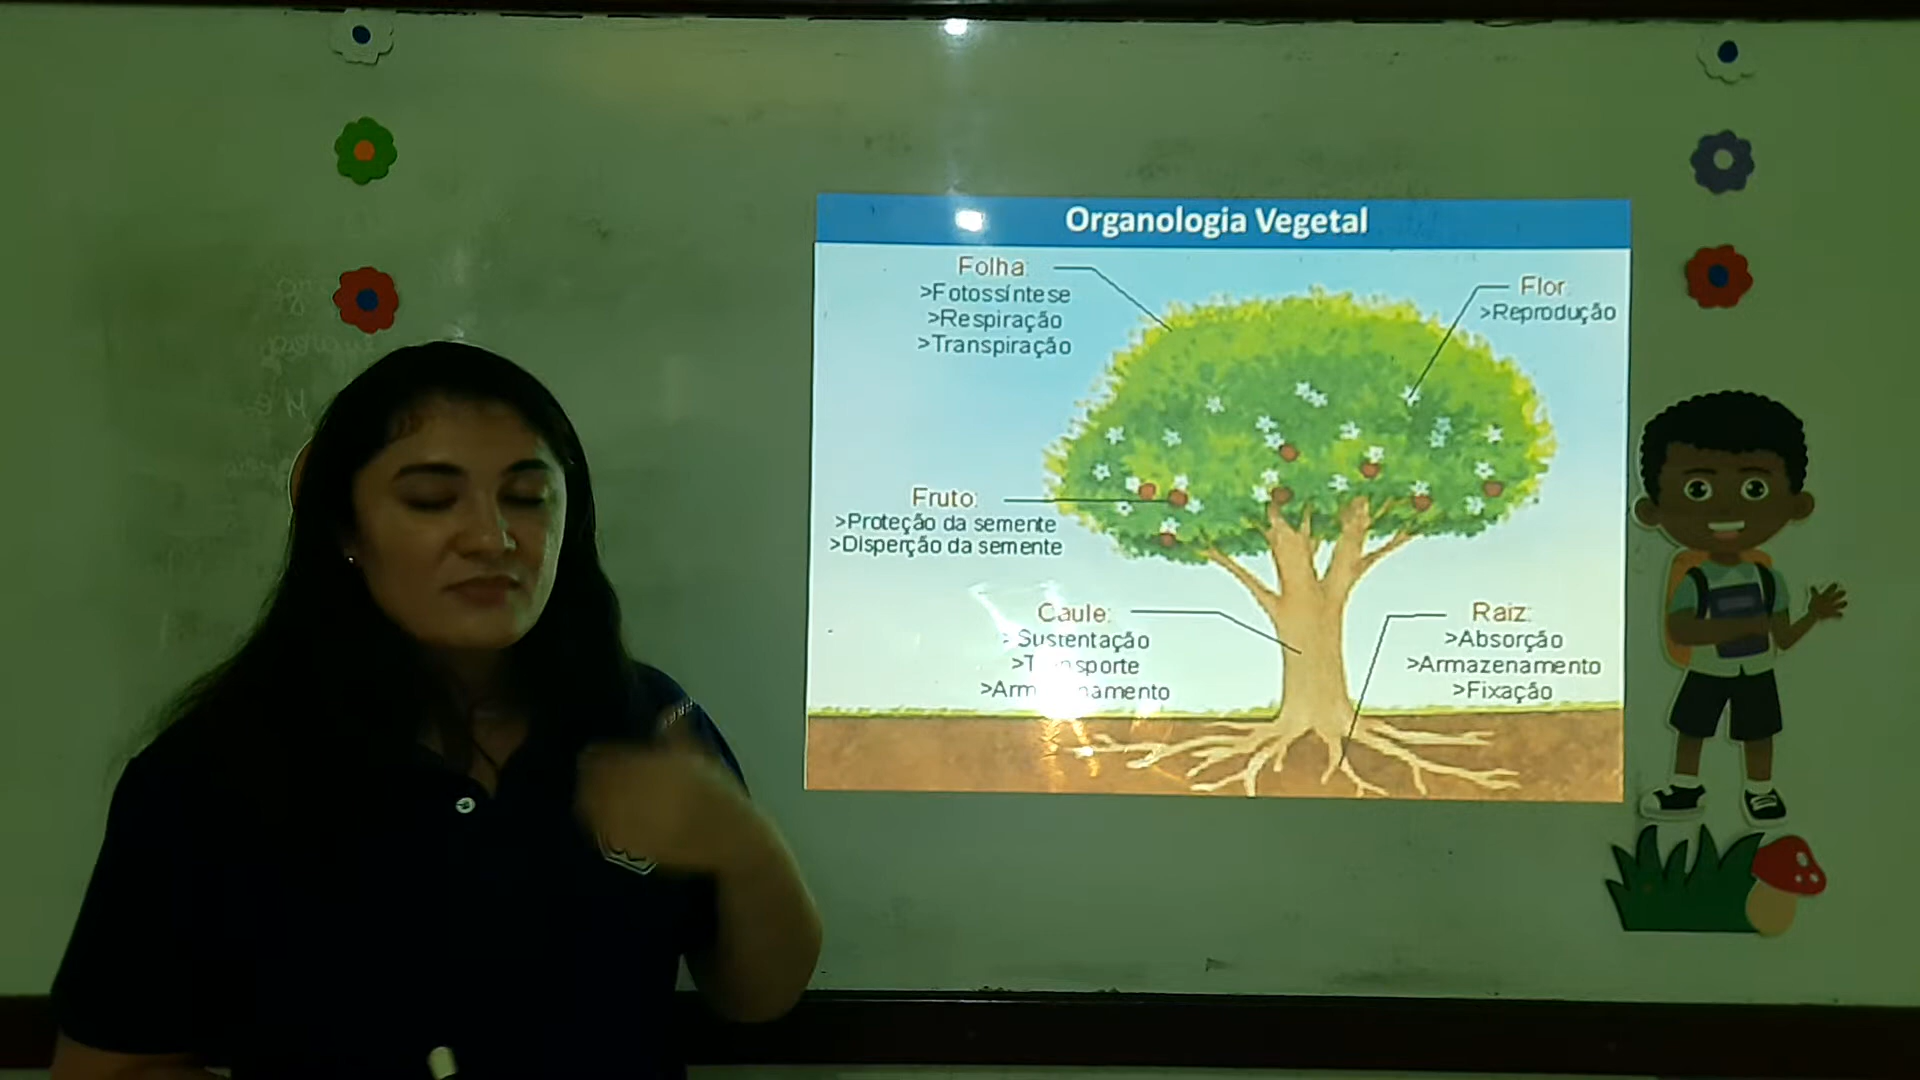 Organologia Vegetal
Folha:
>Fotossíntese
>Respiração
>Transpiração
Flor
>Reprodução
Fruto:
>Proteção da semente
>Disperção da semente
Caule:
> Sustentação
Raiz:
>Absorção
>Armazenamento
>Fixação